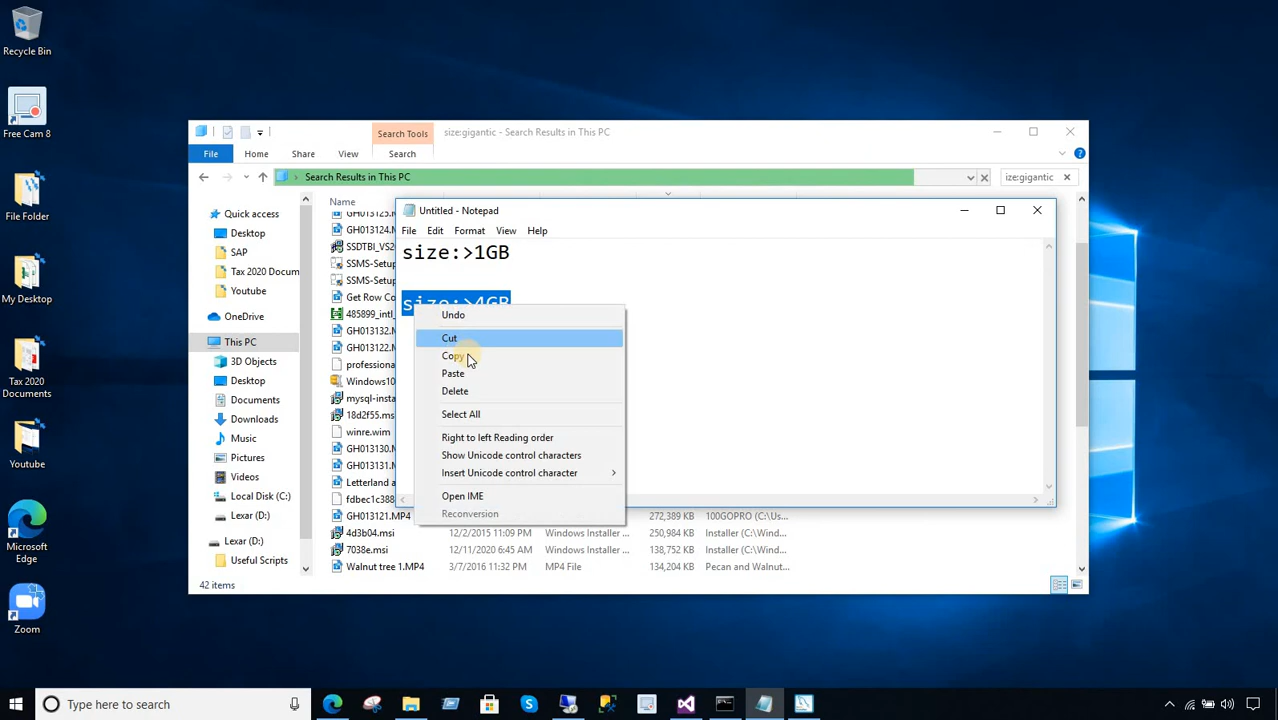 Recycle Bin
Free Cam 8
File Folder
My Desktop
Tax 2020
Documents
Youtube
Microsoft
Edge
Zoom
Search Tools
size:gigantic - Search Results in This PC
File
Home
Share
View
Search
Search Results in This PC
ize:gigantic
Name
Quick access
Desktop
SAP
Tax 2020 Docum
Youtube
OneDrive
This PC
3D Objects
Desktop
Documents
Downloads
Music
Pictures
Videos
Local Disk (C:)
Lexar (D:)
Lexar (D:)
Useful Scripts
GH013125.M
GH013124.M
SSDTBI_VS2
SSMS-Setup
SSMS-Setup
Get Row Co
485899_intl_
GH013132.M
GH013122.M
professiona
Windows10
mysql-insta
18d2f55.ms
winre.wim
GH013130.M
GH013131.M
Letterland a
fdbec1c388
GH013121.MP4 272,389 KB 100GOPRO (C:\Us...
4d3b04.msi 12/2/2015 11:09 PM Windows Installer ... 250,984 KB Installer (C:\Wind...
7038e.msi 12/11/2020 6:45 AM Windows Installer ... 138,752 KB Installer (C:\Wind...
Walnut tree 1.MP4 3/7/2016 11:32 PM MP4 File 134,204 KB Pecan and Walnut...
42 items
Untitled - Notepad
File Edit Format View Help
size:>1GB
size:>4GB
Undo
Cut
Copy
Paste
Delete
Select All
Right to left Reading order
Show Unicode control characters
Insert Unicode control character
Open IME
Reconversion
Type here to search